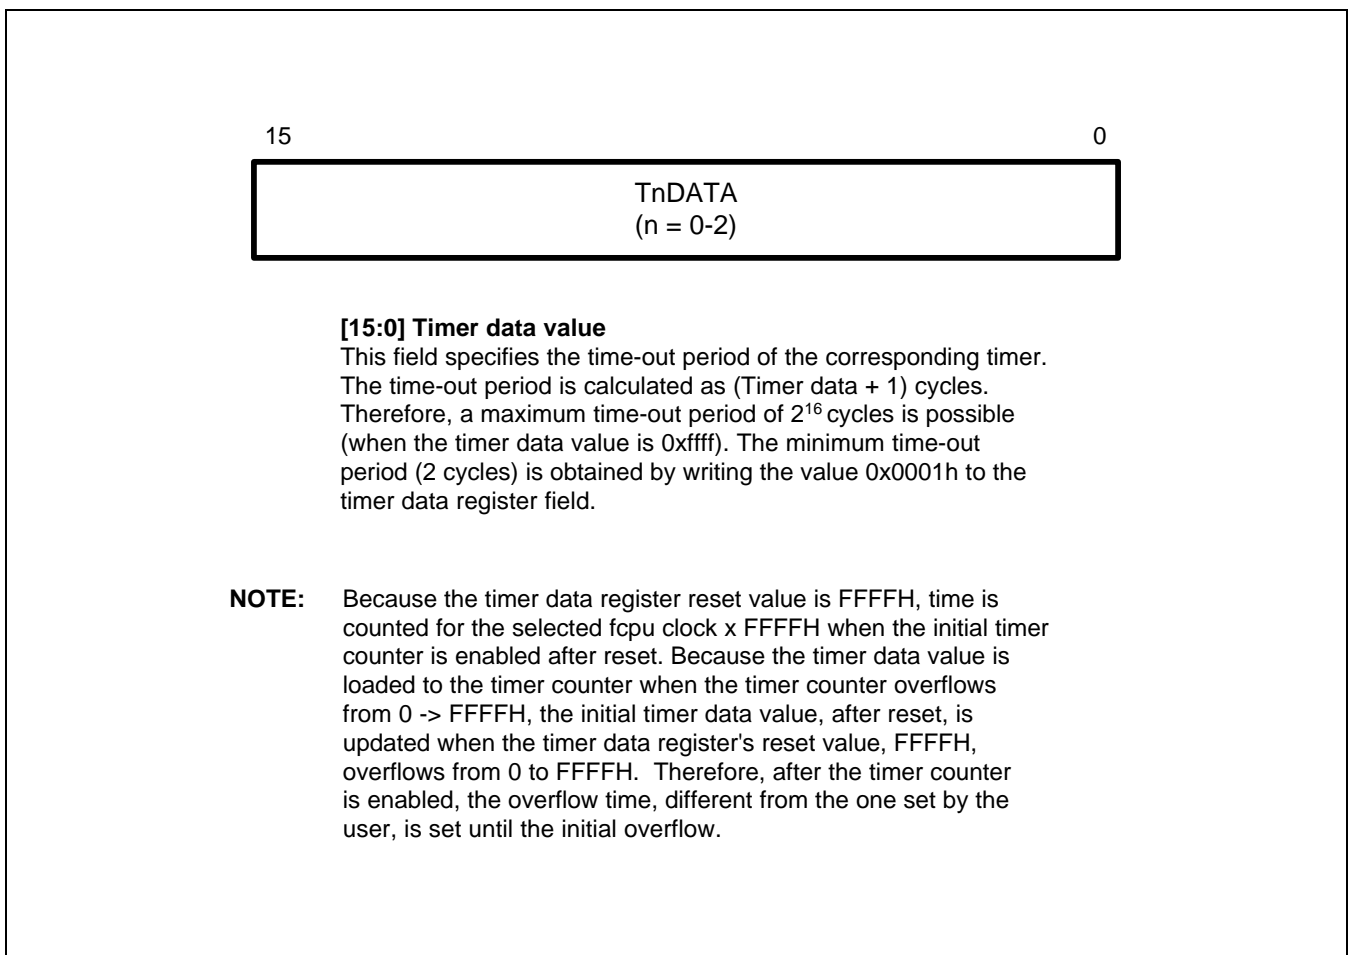 15 0
TnDATA
(n = 0-2)
[15:0] Timer data value
This field specifies the time-out period of the corresponding timer.
The time-out period is calculated as (Timer data + 1) cycles.
Therefore, a maximum time-out period of 2¹⁶ cycles is possible
(when the timer data value is 0xffff). The minimum time-out
period (2 cycles) is obtained by writing the value 0x0001h to the
timer data register field.
NOTE: Because the timer data register reset value is FFFFH, time is
counted for the selected fcpu clock x FFFFH when the initial timer
counter is enabled after reset. Because the timer data value is
loaded to the timer counter when the timer counter overflows
from 0 -> FFFFH, the initial timer data value, after reset, is
updated when the timer data register's reset value, FFFFH,
overflows from 0 to FFFFH. Therefore, after the timer counter
is enabled, the overflow time, different from the one set by the
user, is set until the initial overflow.